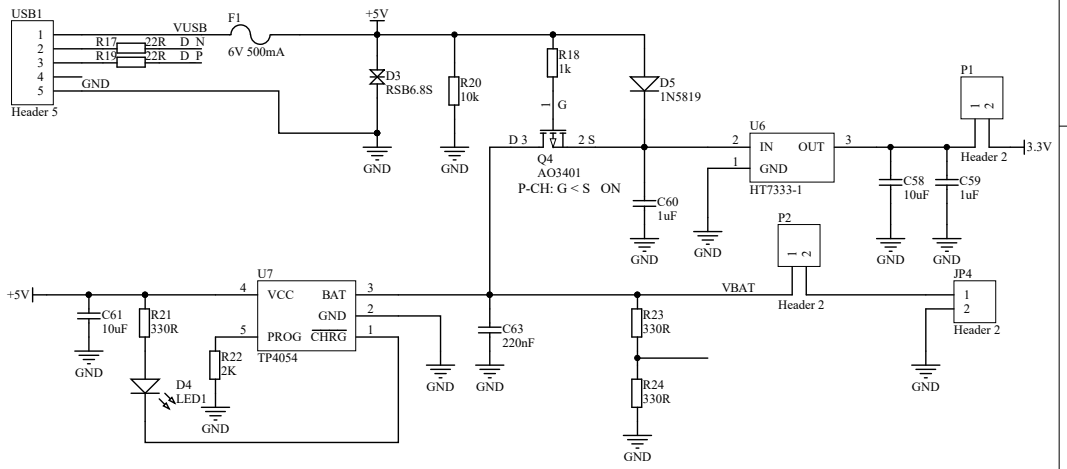 USB1
1
2
3
4
5
Header 5
VUSB
R17 22R D_N
R19 22R D_P
GND
F1
6V 500mA
+5V
D3
RSB6.8S
GND
R20
10k
GND
R18
1k
1 G
D 3
2 S
Q4
AO3401
P-CH: G < S ON
D5
1N5819
C60
1uF
GND
U6
2 IN
OUT 3
1 GND
HT7333-1
GND
P1
1 2
Header 2
3.3V
C58
10uF
GND
C59
1uF
GND
P2
1 2
Header 2
VBAT
JP4
1
2
Header 2
GND
+5V
C61
10uF
GND
R21
330R
D4
LED1
U7
4 VCC
BAT 3
GND 2
5 PROG
CHRG 1
TP4054
R22
2K
GND
GND
C63
220nF
GND
R23
330R
R24
330R
GND